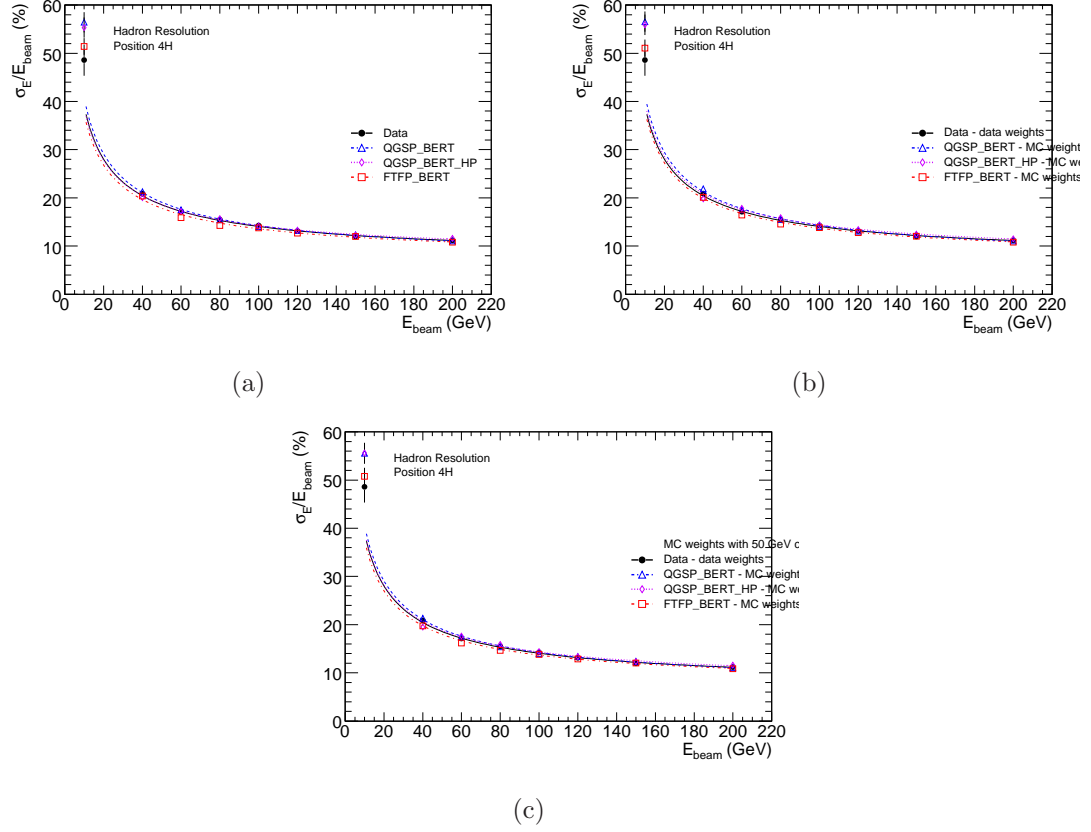 σE/Ebeam (%)
60
50
40
30
20
10
0
Hadron Resolution
Position 4H
Data
QGSP_BERT
QGSP_BERT_HP
FTFP_BERT
0 20 40 60 80 100 120 140 160 180 200 220
Ebeam (GeV)
(a)
σE/Ebeam (%)
60
50
40
30
20
10
0
Hadron Resolution
Position 4H
Data - data weights
QGSP_BERT - MC weight
QGSP_BERT_HP - MC we
FTFP_BERT - MC weights
0 20 40 60 80 100 120 140 160 180 200 220
Ebeam (GeV)
(b)
σE/Ebeam (%)
60
50
40
30
20
10
0
Hadron Resolution
Position 4H
MC weights with 50 GeV c
Data - data weights
QGSP_BERT - MC weight
QGSP_BERT_HP - MC we
FTFP_BERT - MC weights
0 20 40 60 80 100 120 140 160 180 200 220
Ebeam (GeV)
(c)